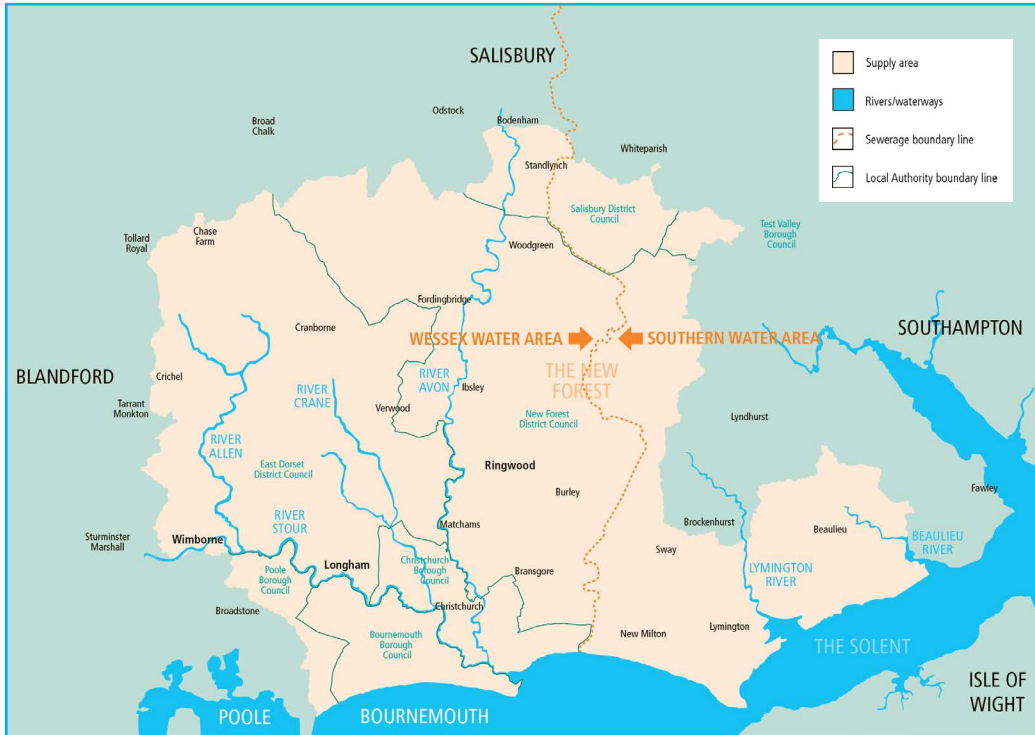 SALISBURY
Supply area
Rivers/waterways
Sewerage boundary line
Local Authority boundary line
Odstock
Bodenham
Broad
Chalk
Whiteparish
Standlynch
Salisbury District
Council
Test Valley
Borough
Council
Tollard
Royal
Chase
Farm
Woodgreen
Fordingbridge
Cranborne
WESSEX WATER AREA
SOUTHERN WATER AREA
SOUTHAMPTON
BLANDFORD
Crichel
RIVER
CRANE
RIVER
AVON
Ibsley
THE NEW
FOREST
Tarrant
Monkton
Verwood
New Forest
District Council
Lyndhurst
RIVER
ALLEN
East Dorset
District Council
Ringwood
Burley
Fawley
RIVER
STOUR
Matchams
Brockenhurst
Beaulieu
BEAULIEU
RIVER
Sturminster
Marshall
Wimborne
Longham
Christchurch
Borough
Council
Sway
Poole
Borough
Council
Bransgore
LYMINGTON
RIVER
Broadstone
Christchurch
Bournemouth
Borough
Council
New Milton
Lymington
THE SOLENT
ISLE OF
WIGHT
POOLE
BOURNEMOUTH